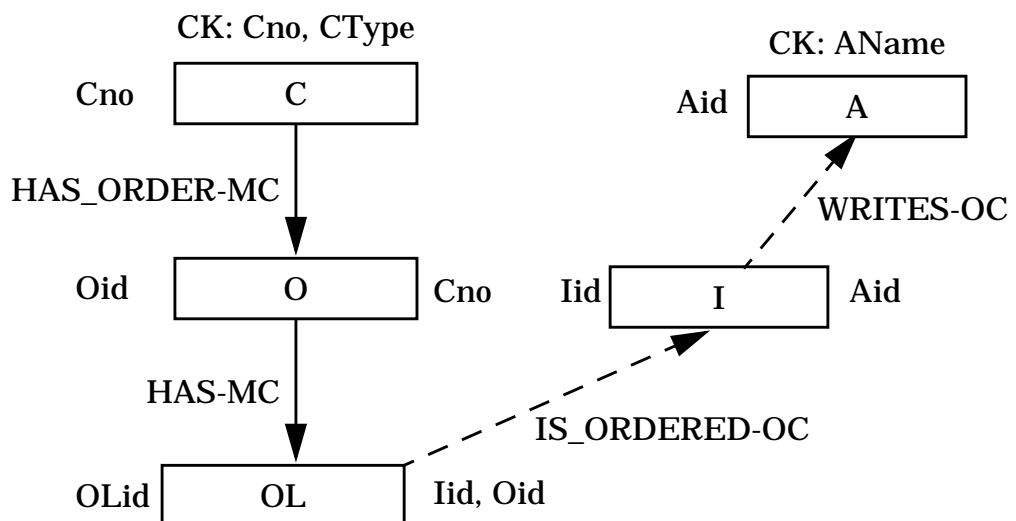 CK: Cno, CType
CK: AName
Cno
C
Aid
A
HAS_ORDER-MC
WRITES-OC
Oid
O
Cno
Iid
I
Aid
HAS-MC
IS_ORDERED-OC
OLid
OL
Iid, Oid